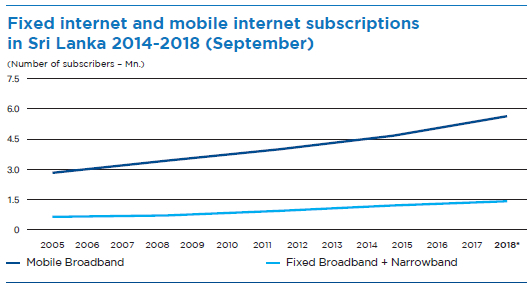 Fixed internet and mobile internet subscriptions
in Sri Lanka 2014-2018 (September)
(Number of subscribers – Mn.)
7.5
6.0
4.5
3.0
1.5
0
2005 2006 2007 2008 2009 2010 2011 2012 2013 2014 2015 2016 2017 2018*
Mobile Broadband Fixed Broadband + Narrowband